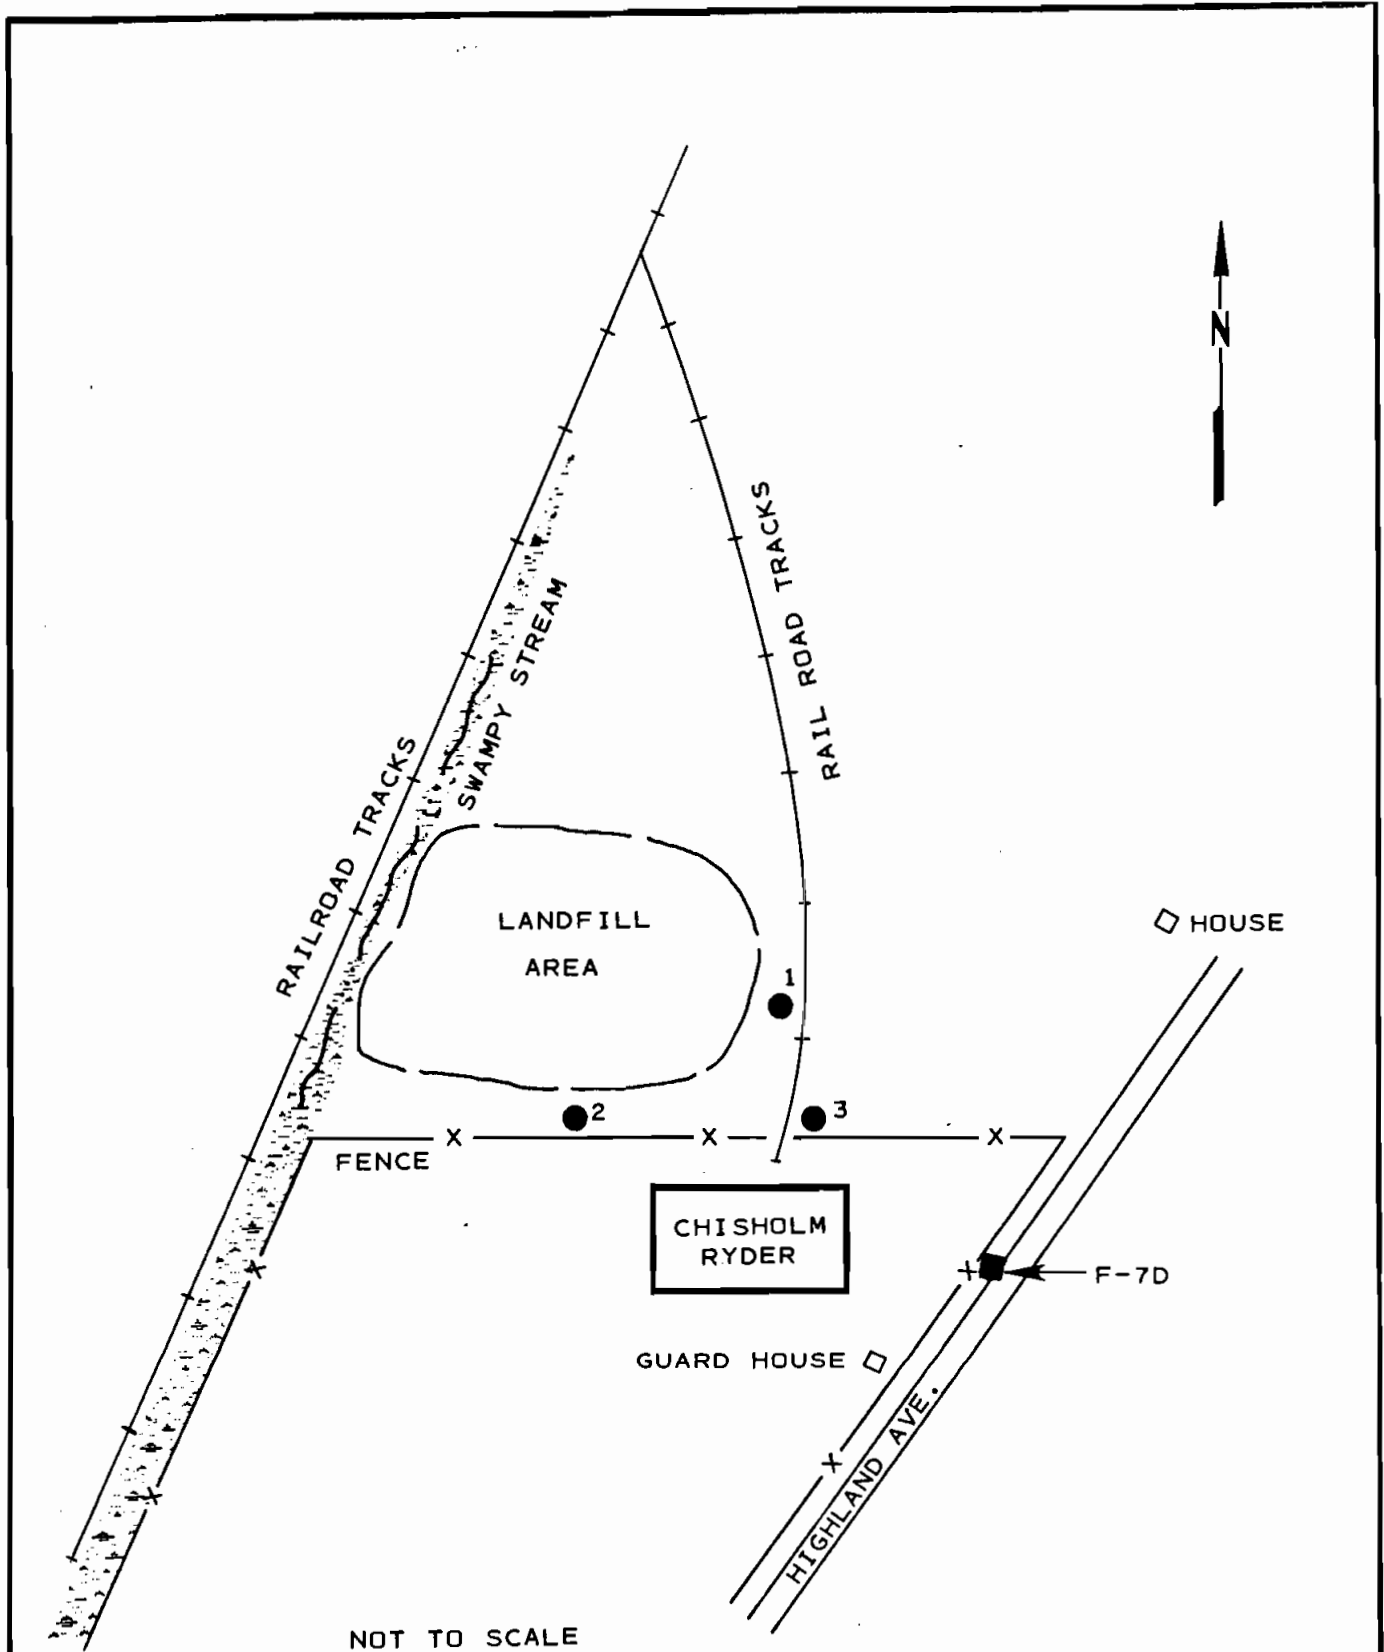 N
RAIL ROAD TRACKS
SWAMPY STREAM
RAILROAD TRACKS
LANDFILL
AREA
HOUSE
1
2
3
X
X
X
FENCE
CHISHOLM
RYDER
X
X
F-7D
GUARD HOUSE
X
X
HIGHLAND AVE.
NOT TO SCALE